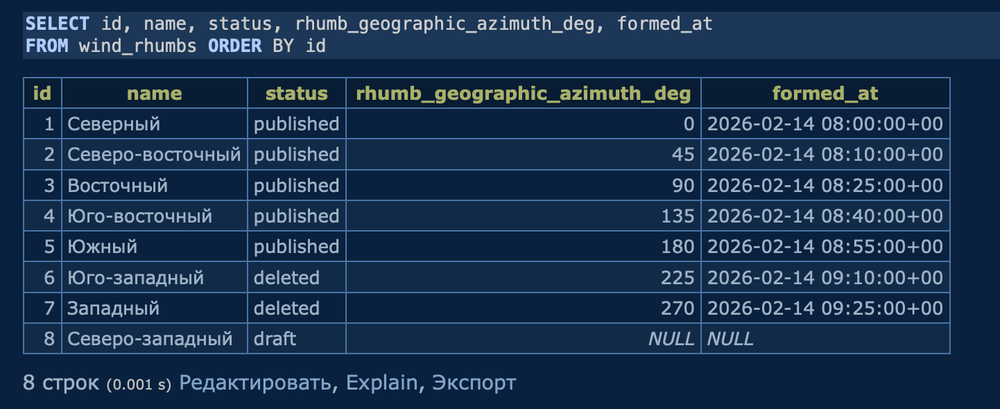 SELECT id, name, status, rhumb_geographic_azimuth_deg, formed_at
FROM wind_rhumbs ORDER BY id
id name status rhumb_geographic_azimuth_deg formed_at
1 Северный published 0 2026-02-14 08:00:00+00
2 Северо-восточный published 45 2026-02-14 08:10:00+00
3 Восточный published 90 2026-02-14 08:25:00+00
4 Юго-восточный published 135 2026-02-14 08:40:00+00
5 Южный published 180 2026-02-14 08:55:00+00
6 Юго-западный deleted 225 2026-02-14 09:10:00+00
7 Западный deleted 270 2026-02-14 09:25:00+00
8 Северо-западный draft NULL NULL
8 строк (0.001 s) Редактировать, Explain, Экспорт